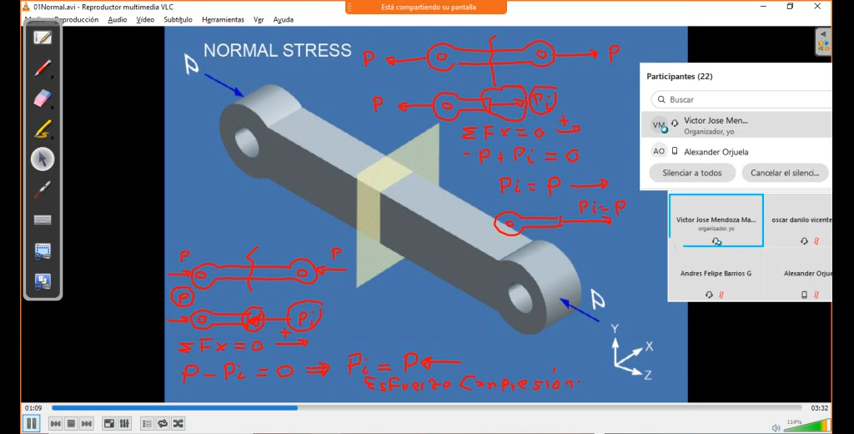 01Normal.avi - Reproductor multimedia VLC
Está compartiendo su pantalla
Reproducción Audio Vídeo Subtítulo Herramientas Ver Ayuda
NORMAL STRESS
P
P
P
P
Pi
ΣFx=0 +
-P+Pi=0
Pi=P
Pi=P
P
P
P
P
Pi
ΣFx=0 +
P-Pi=0 ⇒ Pi=P
Esfuerzo Compresión.
P
Y
X
Z
Participantes (22)
Buscar
VM Victor Jose Men...
Organizador, yo
AO Alexander Orjuela
Silenciar a todos Cancelar el silenci...
Victor Jose Mendoza Ma... oscar danilo vicente
organizador, yo
Andres Felipe Barrios G Alexander Orjue
01:09 03:32
114%